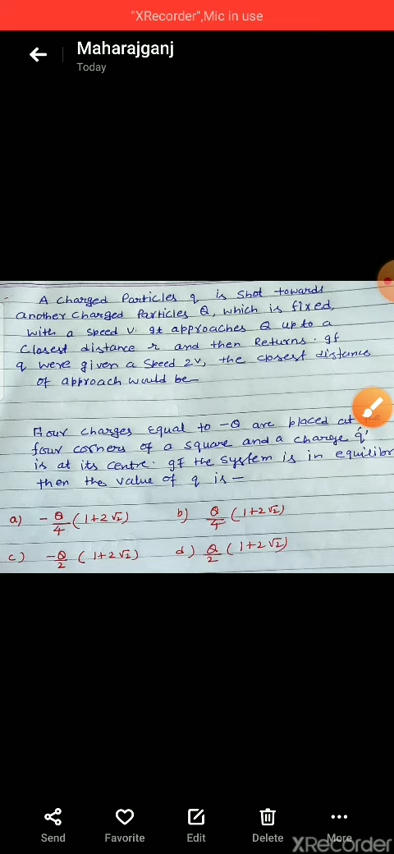 "XRecorder",Mic in use
Maharajganj
Today
A charged Particles q is shot towards
another charged Particles Q, which is fixed,
with a speed V. gt approaches Q up to a
closest distance r and then Returns. gf
q were given a speed 2v, the closest distance
of approach would be
Four charges Equal to -Q are placed at
four corners of a square and a charge 'q'
is at its centre. gf the system is in equilibr
then the value of q is -
a) -Q/4 (1+2√2) b) Q/4 (1+2√2)
c) -Q/2 (1+2√2) d) Q/2 (1+2√2)
Send Favorite Edit Delete More
XRecorder